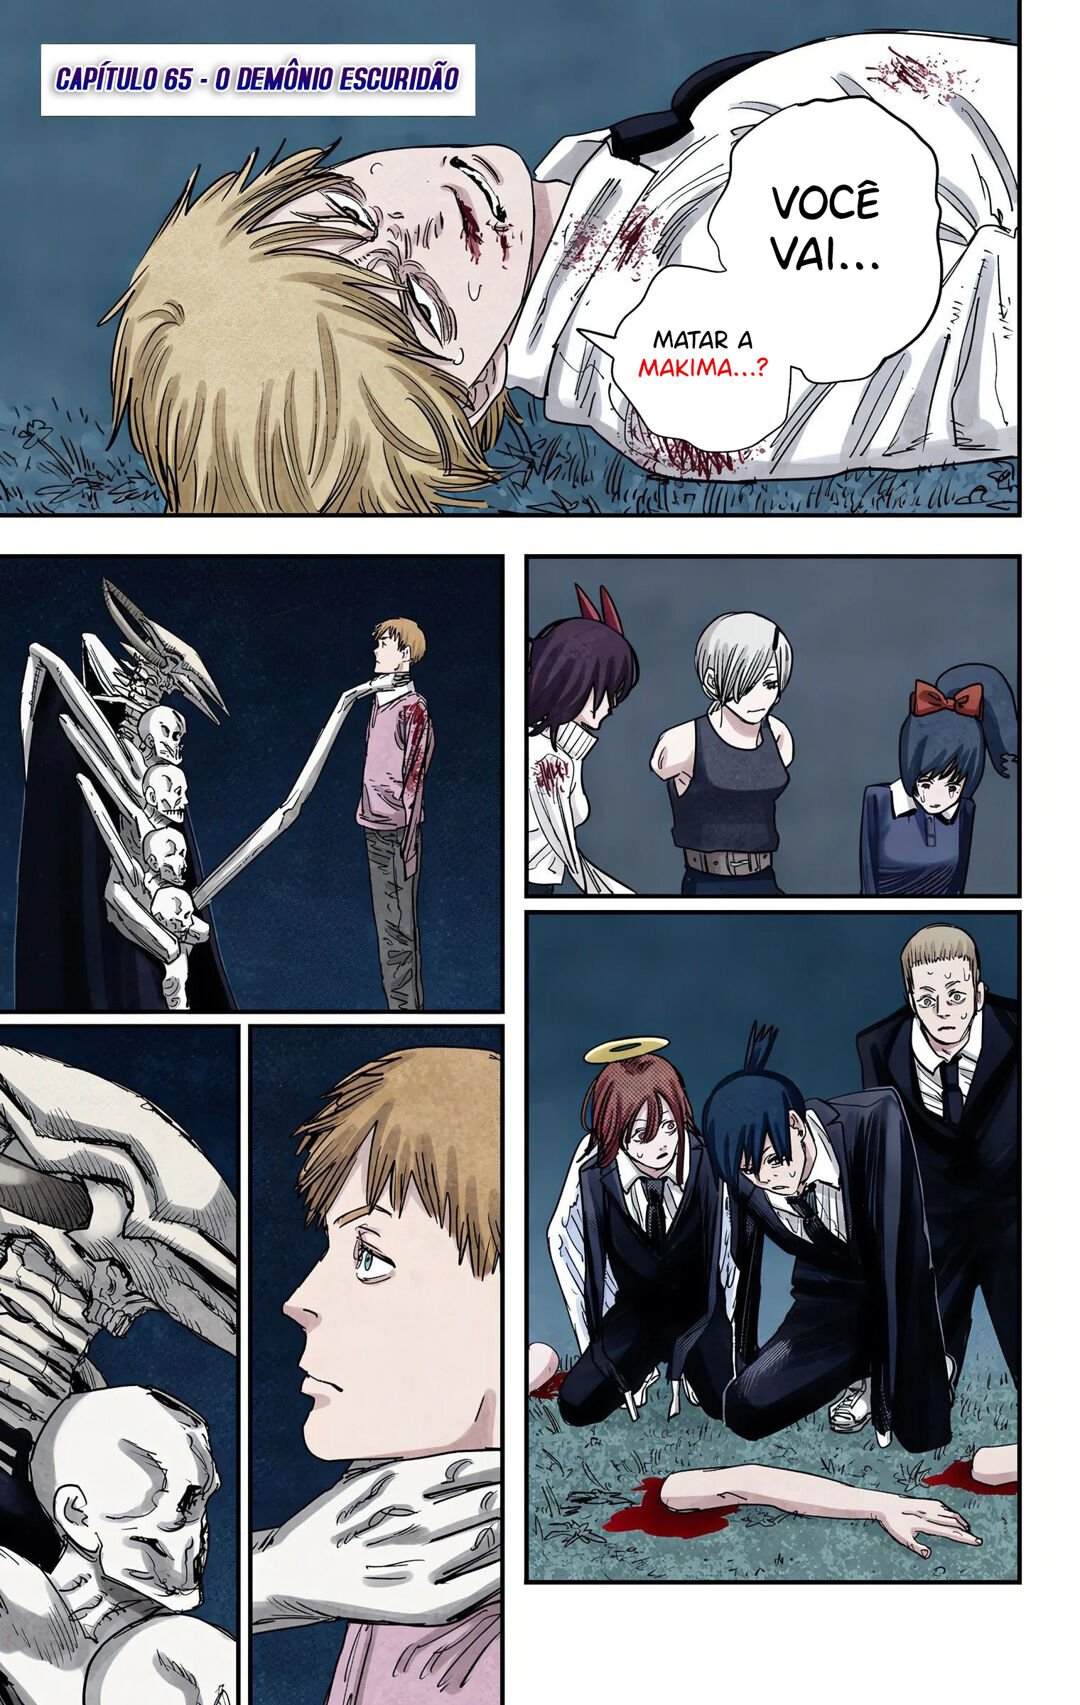 CAPÍTULO 65 - O DEMÔNIO ESCURIDÃO
VOCÊ
VAI...
MATAR A
MAKIMA...?